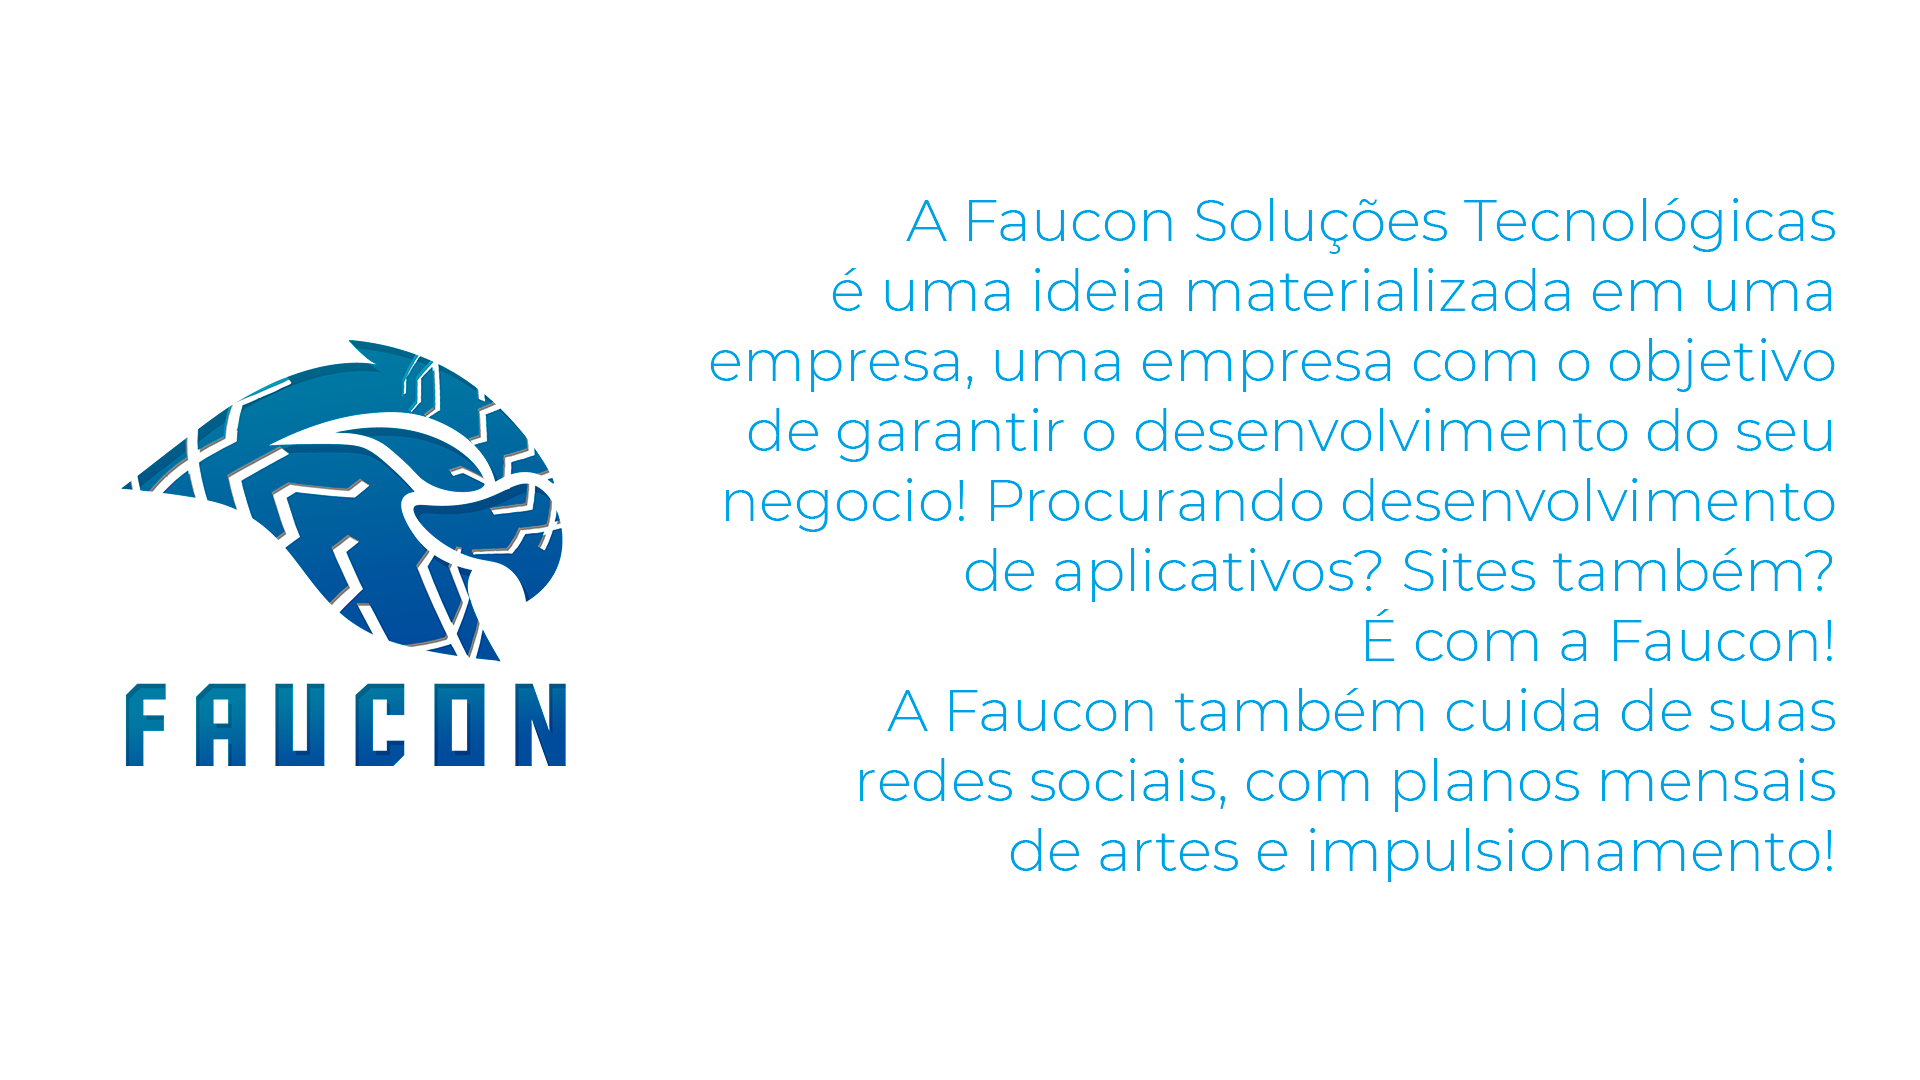 A Faucon Soluções Tecnológicas
é uma ideia materializada em uma
empresa, uma empresa com o objetivo
de garantir o desenvolvimento do seu
negocio! Procurando desenvolvimento
de aplicativos? Sites também?
É com a Faucon!
A Faucon também cuida de suas
redes sociais, com planos mensais
de artes e impulsionamento!
FAUCON